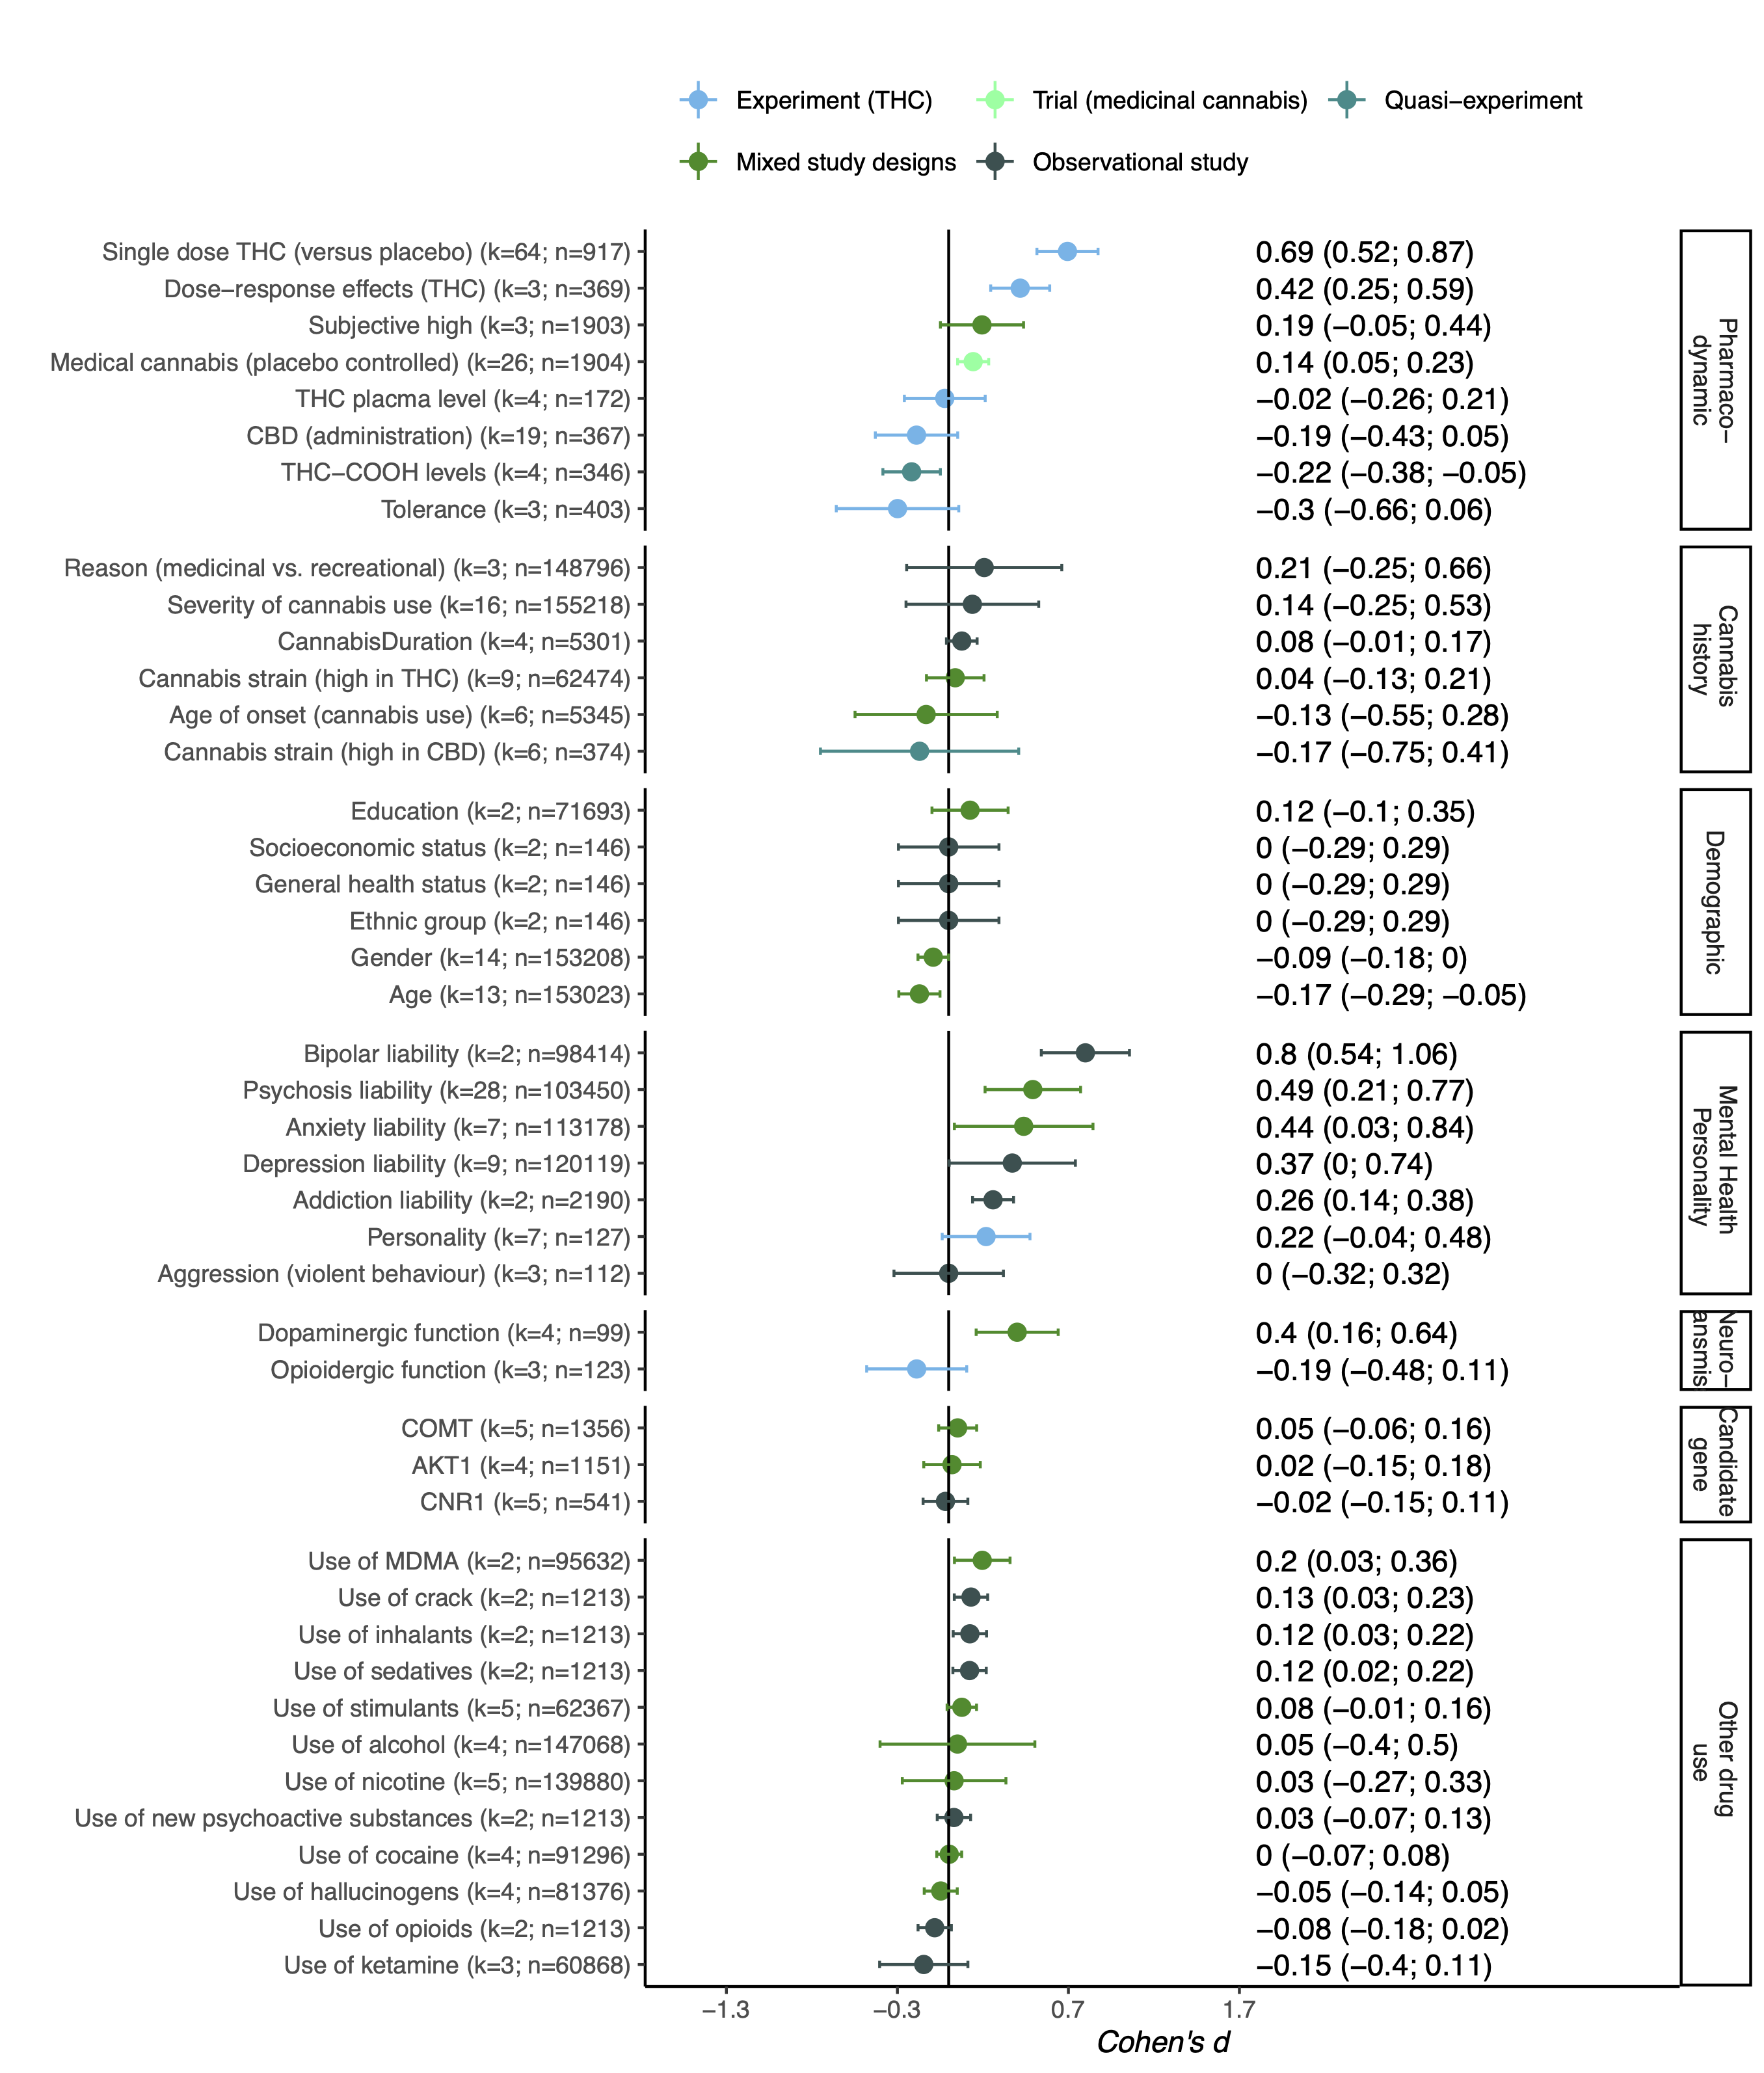 Experiment (THC) Trial (medicinal cannabis) Quasi−experiment
Mixed study designs Observational study
Single dose THC (versus placebo) (k=64; n=917) 0.69 (0.52; 0.87)
Dose−response effects (THC) (k=3; n=369) 0.42 (0.25; 0.59)
Subjective high (k=3; n=1903) 0.19 (−0.05; 0.44)
Medical cannabis (placebo controlled) (k=26; n=1904) 0.14 (0.05; 0.23)
THC plasma level (k=4; n=172) −0.02 (−0.26; 0.21)
CBD (administration) (k=19; n=367) −0.19 (−0.43; 0.05)
THC−COOH levels (k=4; n=346) −0.22 (−0.38; −0.05)
Tolerance (k=3; n=403) −0.3 (−0.66; 0.06)
Pharmaco−
dynamic
Reason (medicinal vs. recreational) (k=3; n=148796) 0.21 (−0.25; 0.66)
Severity of cannabis use (k=16; n=155218) 0.14 (−0.25; 0.53)
CannabisDuration (k=4; n=5301) 0.08 (−0.01; 0.17)
Cannabis strain (high in THC) (k=9; n=62474) 0.04 (−0.13; 0.21)
Age of onset (cannabis use) (k=6; n=5345) −0.13 (−0.55; 0.28)
Cannabis strain (high in CBD) (k=6; n=374) −0.17 (−0.75; 0.41)
Cannabis
history
Education (k=2; n=71693) 0.12 (−0.1; 0.35)
Socioeconomic status (k=2; n=146) 0 (−0.29; 0.29)
General health status (k=2; n=146) 0 (−0.29; 0.29)
Ethnic group (k=2; n=146) 0 (−0.29; 0.29)
Gender (k=14; n=153208) −0.09 (−0.18; 0)
Age (k=13; n=153023) −0.17 (−0.29; −0.05)
Demographic
Bipolar liability (k=2; n=98414) 0.8 (0.54; 1.06)
Psychosis liability (k=28; n=103450) 0.49 (0.21; 0.77)
Anxiety liability (k=7; n=113178) 0.44 (0.03; 0.84)
Depression liability (k=9; n=120119) 0.37 (0; 0.74)
Addiction liability (k=2; n=2190) 0.26 (0.14; 0.38)
Personality (k=7; n=127) 0.22 (−0.04; 0.48)
Aggression (violent behaviour) (k=3; n=112) 0 (−0.32; 0.32)
Mental Health
Personality
Dopaminergic function (k=4; n=99) 0.4 (0.16; 0.64)
Opioidergic function (k=3; n=123) −0.19 (−0.48; 0.11)
Neuro−
ansmis
COMT (k=5; n=1356) 0.05 (−0.06; 0.16)
AKT1 (k=4; n=1151) 0.02 (−0.15; 0.18)
CNR1 (k=5; n=541) −0.02 (−0.15; 0.11)
Candidate
gene
Use of MDMA (k=2; n=95632) 0.2 (0.03; 0.36)
Use of crack (k=2; n=1213) 0.13 (0.03; 0.23)
Use of inhalants (k=2; n=1213) 0.12 (0.03; 0.22)
Use of sedatives (k=2; n=1213) 0.12 (0.02; 0.22)
Use of stimulants (k=5; n=62367) 0.08 (−0.01; 0.16)
Use of alcohol (k=4; n=147068) 0.05 (−0.4; 0.5)
Use of nicotine (k=5; n=139880) 0.03 (−0.27; 0.33)
Use of new psychoactive substances (k=2; n=1213) 0.03 (−0.07; 0.13)
Use of cocaine (k=4; n=91296) 0 (−0.07; 0.08)
Use of hallucinogens (k=4; n=81376) −0.05 (−0.14; 0.05)
Use of opioids (k=2; n=1213) −0.08 (−0.18; 0.02)
Use of ketamine (k=3; n=60868) −0.15 (−0.4; 0.11)
Other drug
use
−1.3 −0.3 0.7 1.7
Cohen's d